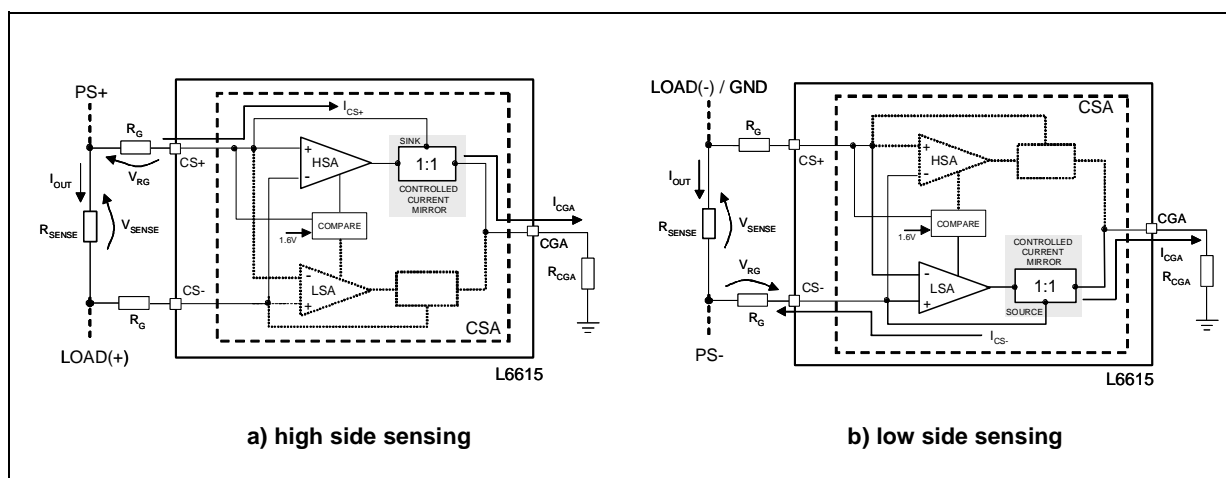 PS+
I_CS+
R_G
CS+
V_RG
I_OUT
R_SENSE
V_SENSE
+
-
HSA
SINK
1:1
CONTROLLED
CURRENT
MIRROR
I_CGA
1.6V
COMPARE
CGA
R_CGA
-
+
LSA
CS-
R_G
CSA
LOAD(+)
L6615
a) high side sensing
LOAD(-) / GND
CSA
R_G
CS+
+
-
HSA
I_OUT
R_SENSE
V_SENSE
1.6V
COMPARE
CGA
CONTROLLED
CURRENT
MIRROR
I_CGA
R_CGA
V_RG
-
+
LSA
1:1
CS-
R_G
SOURCE
I_CS-
PS-
L6615
b) low side sensing